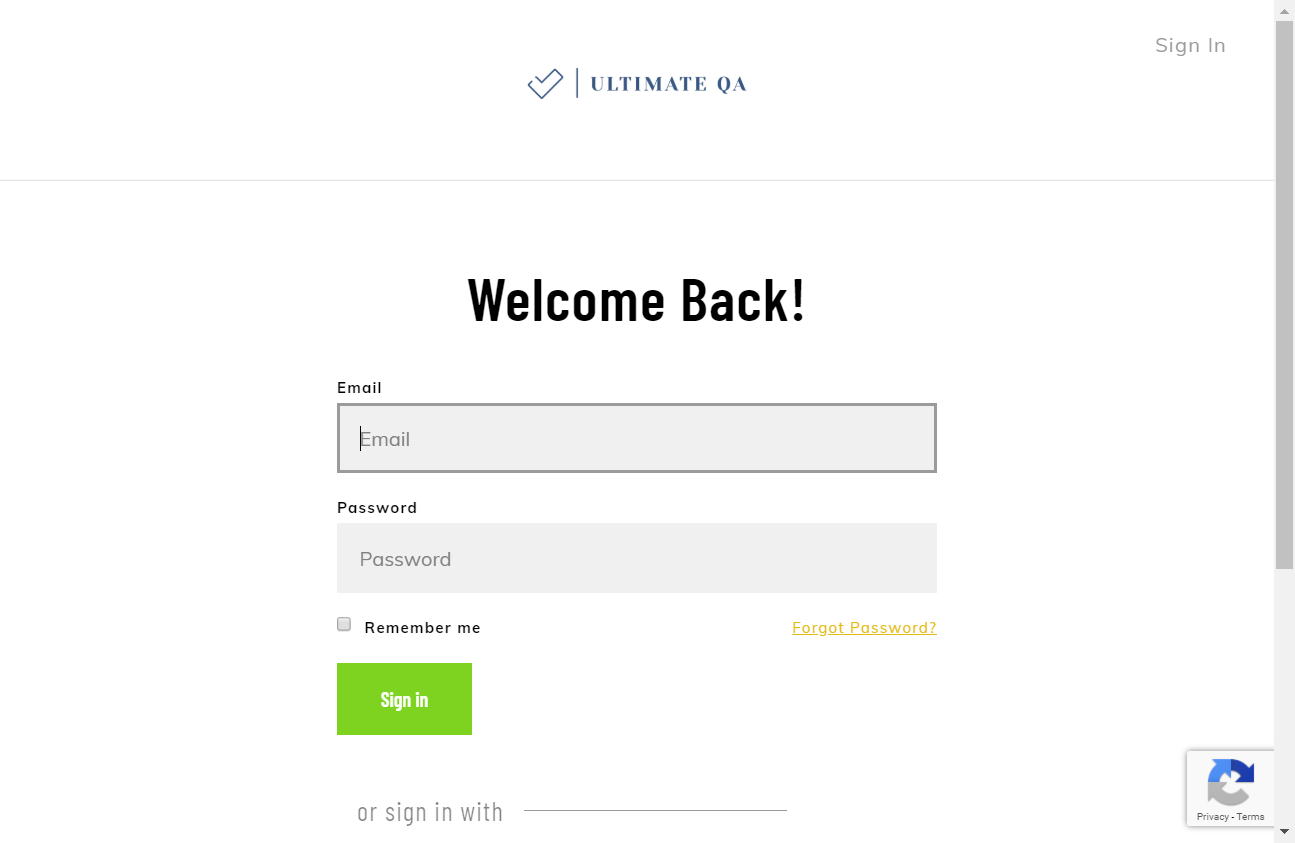 Sign In
ULTIMATE QA
Welcome Back!
Email
Email
Password
Password
Remember me
Forgot Password?
Sign in
or sign in with
Privacy - Terms